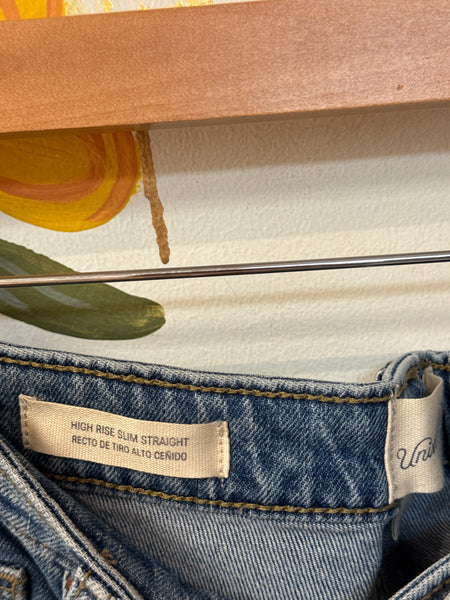 HIGH RISE SLIM STRAIGHT
RECTO DE TIRO ALTO CEÑIDO